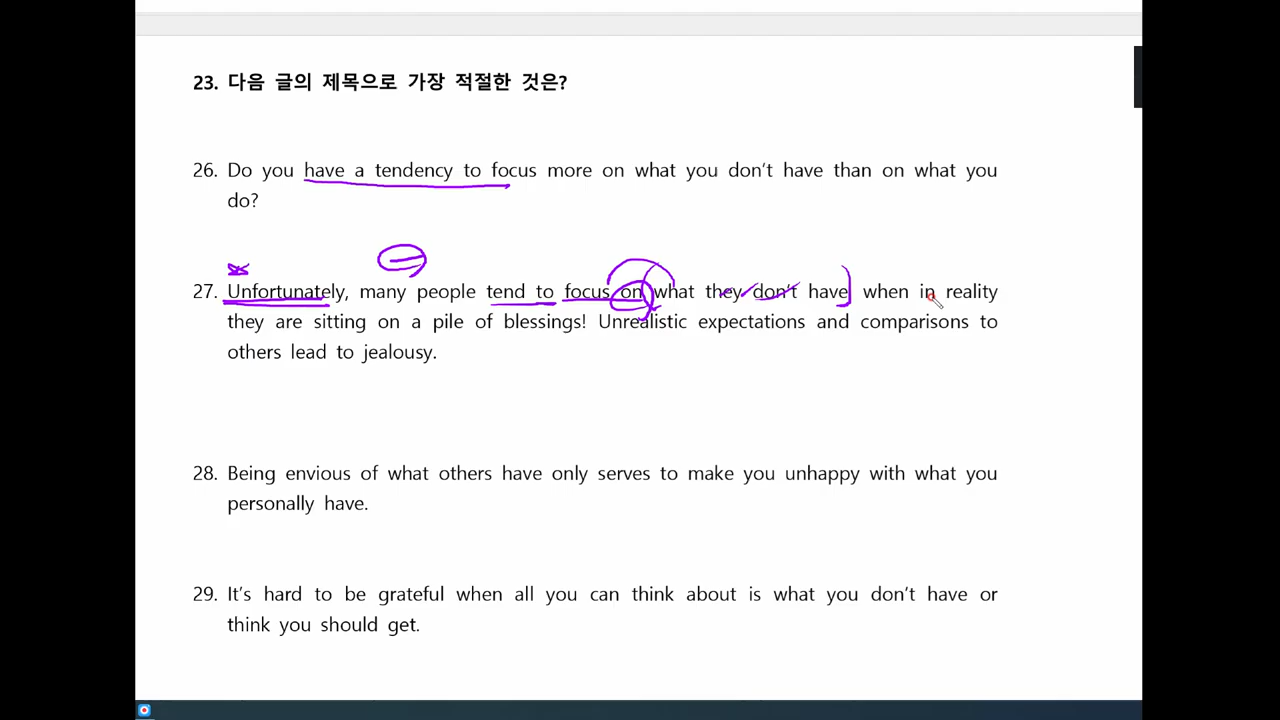 23. 다음 글의 제목으로 가장 적절한 것은?
26. Do you have a tendency to focus more on what you don't have than on what you
do?
27. Unfortunately, many people tend to focus on what they don't have when in reality
they are sitting on a pile of blessings! Unrealistic expectations and comparisons to
others lead to jealousy.
28. Being envious of what others have only serves to make you unhappy with what you
personally have.
29. It's hard to be grateful when all you can think about is what you don't have or
think you should get.